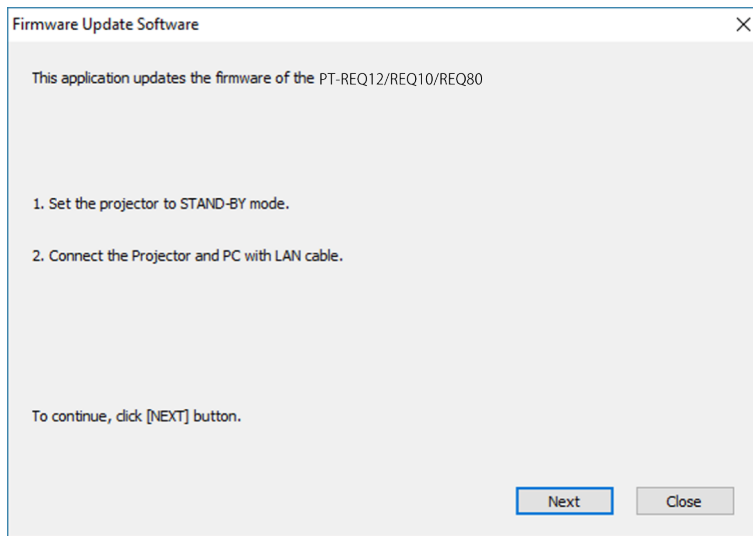 Firmware Update Software
This application updates the firmware of the PT-REQ12/REQ10/REQ80
1. Set the projector to STAND-BY mode.
2. Connect the Projector and PC with LAN cable.
To continue, click [NEXT] button.
Next Close